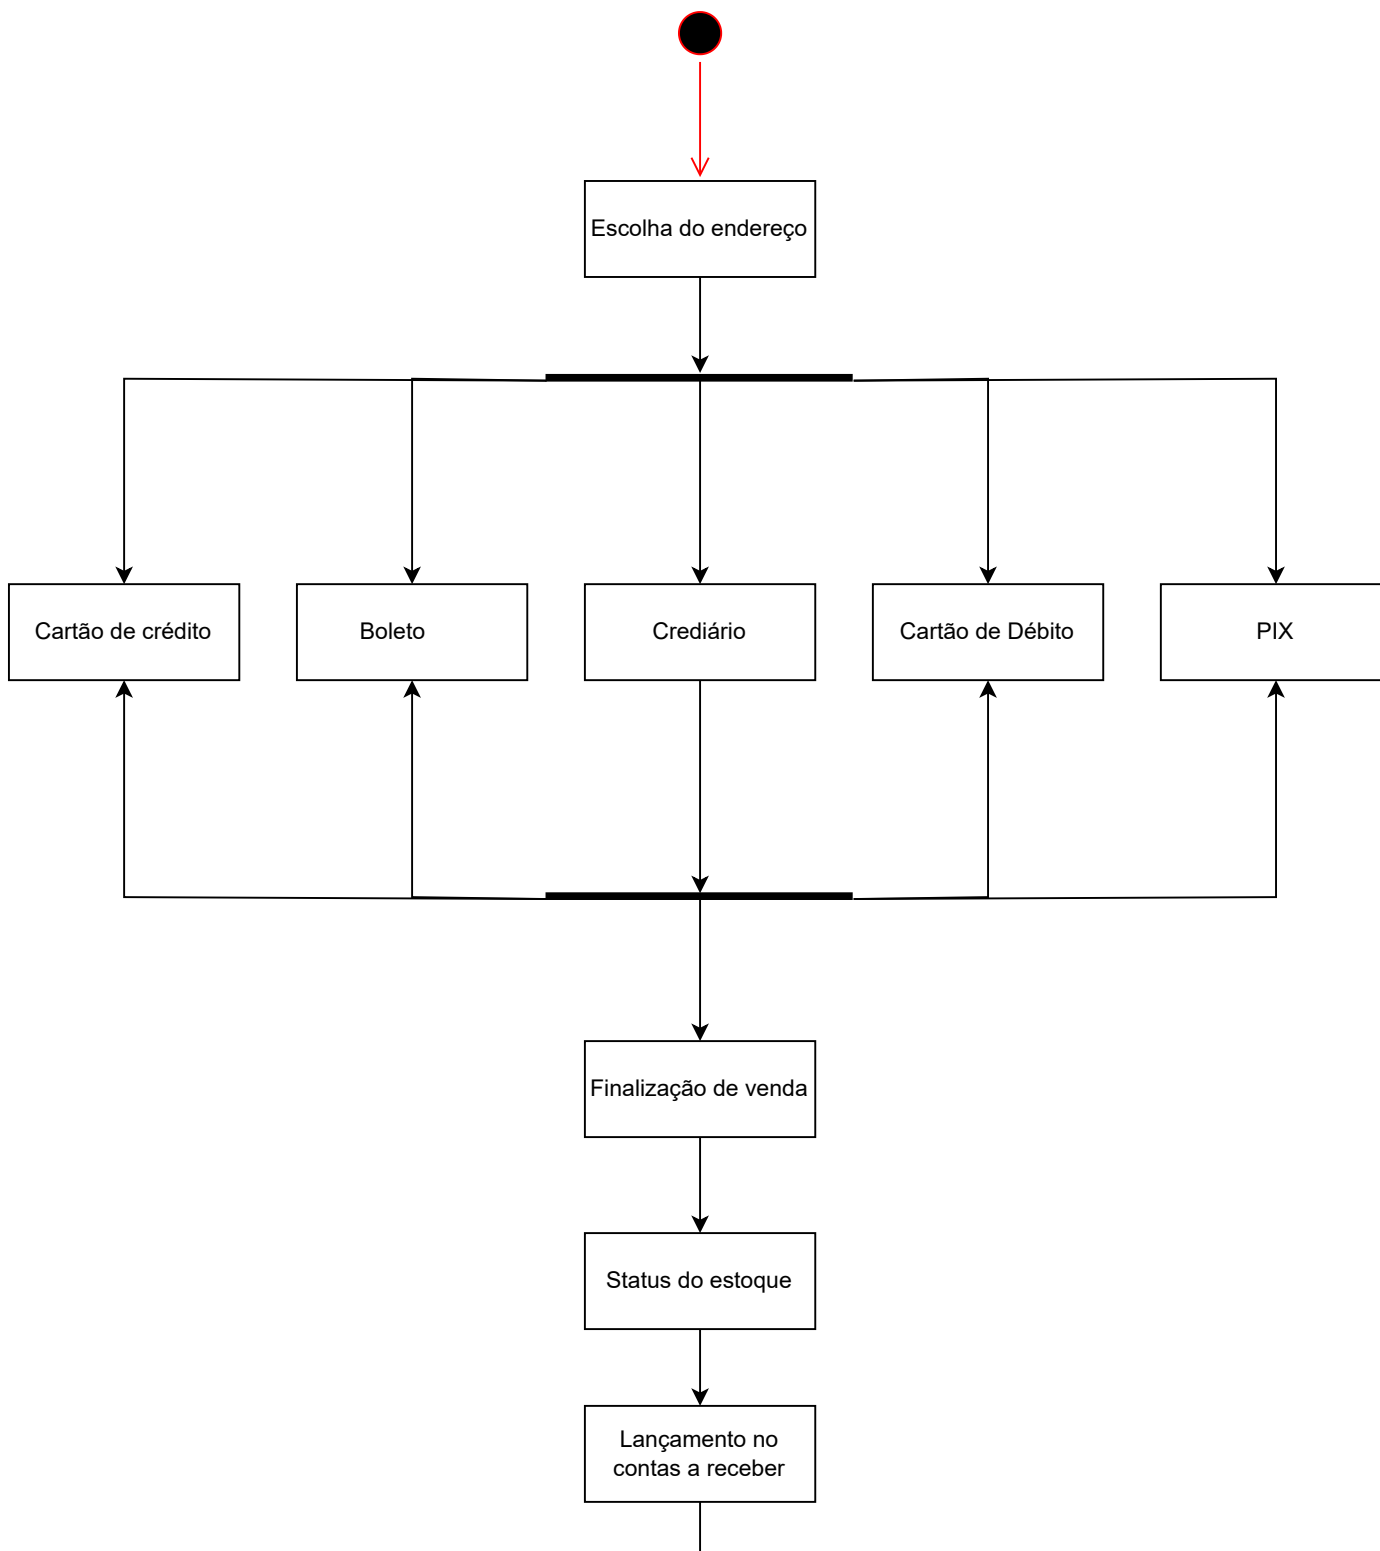 Escolha do endereço
Cartão de crédito
Boleto
Crediário
Cartão de Débito
PIX
Finalização de venda
Status do estoque
Lançamento no
contas a receber